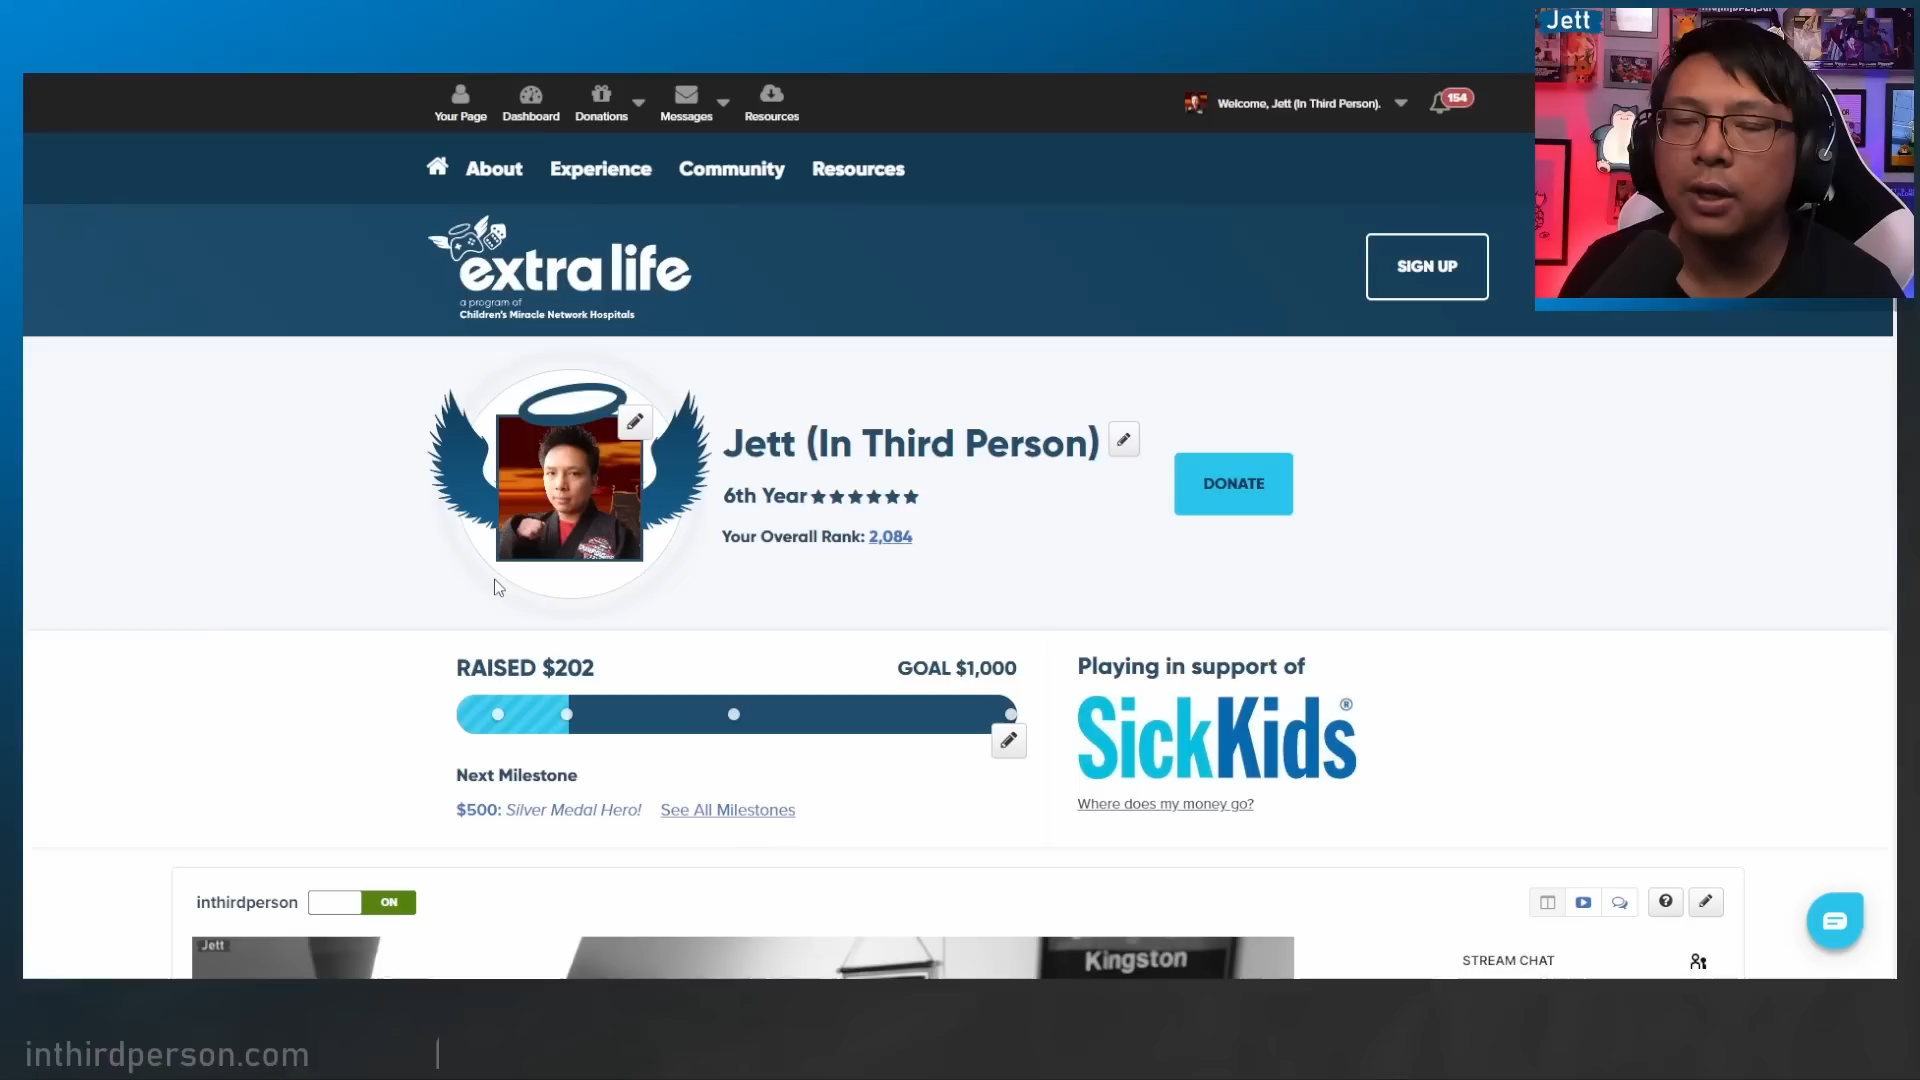 Jett
Your Page
Dashboard
Donations
Messages
Resources
Welcome, Jett (In Third Person).
154
About
Experience
Community
Resources
extra life
a program of
Children's Miracle Network Hospitals
SIGN UP
Jett (In Third Person)
6th Year
Your Overall Rank: 2,084
DONATE
RAISED $202
GOAL $1,000
Next Milestone
$500: Silver Medal Hero! See All Milestones
Playing in support of
SickKids®
Where does my money go?
inthirdperson
ON
Jett
Kingston
STREAM CHAT
inthirdperson.com